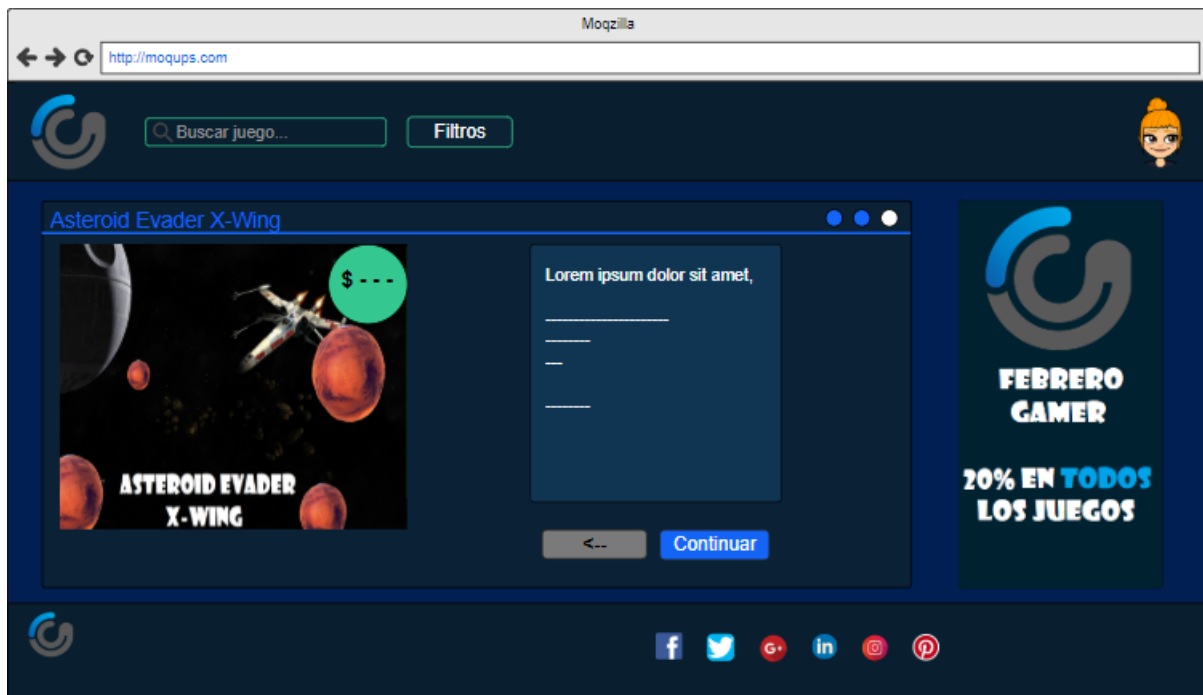 Moqzilla
http://moqups.com
Buscar juego...
Filtros
Asteroid Evader X-Wing
$ - - -
ASTEROID EVADER
X-WING
Lorem ipsum dolor sit amet,
<--
Continuar
FEBRERO
GAMER
20% EN TODOS
LOS JUEGOS